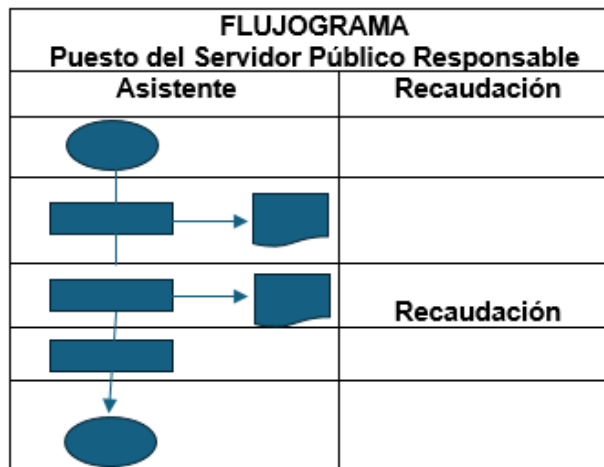 FLUJOGRAMA
Puesto del Servidor Público Responsable
Asistente
Recaudación
Recaudación